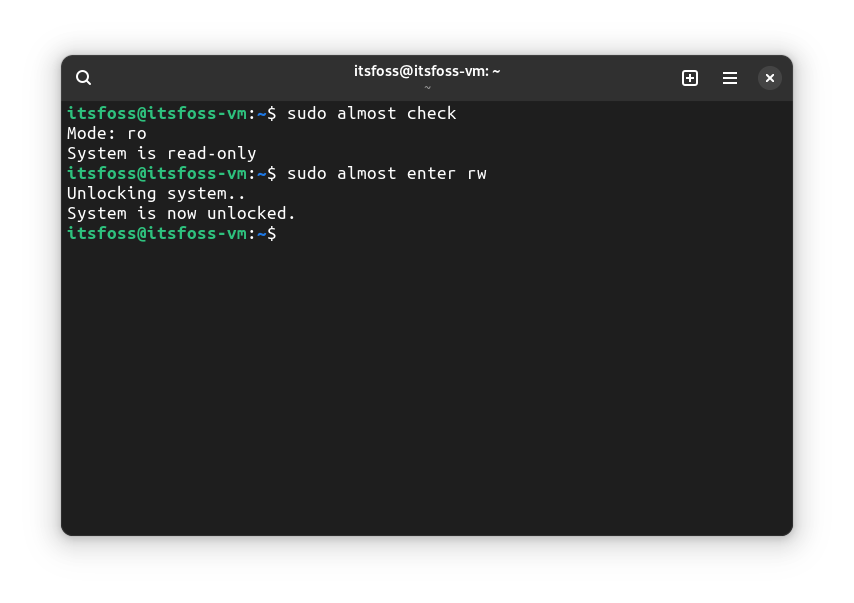 itsfoss@itsfoss-vm: ~
~
itsfoss@itsfoss-vm:~$ sudo almost check
Mode: ro
System is read-only
itsfoss@itsfoss-vm:~$ sudo almost enter rw
Unlocking system..
System is now unlocked.
itsfoss@itsfoss-vm:~$